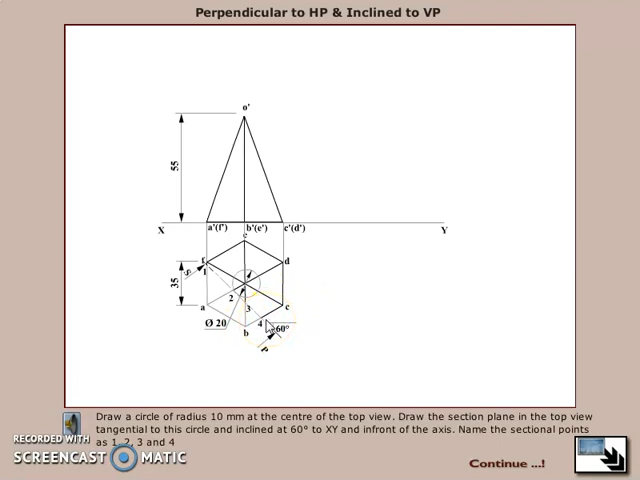 Perpendicular to HP & Inclined to VP
o'
55
X a'(f') b'(e') c'(d') Y
e
f d
S 1
35
2
a 3 c
Ø 20 4 60°
b
P
Draw a circle of radius 10 mm at the centre of the top view. Draw the section plane in the top view
tangential to this circle and inclined at 60° to XY and infront of the axis. Name the sectional points
as 1, 2, 3 and 4
RECORDED WITH
SCREENCAST MATIC
Continue ...!